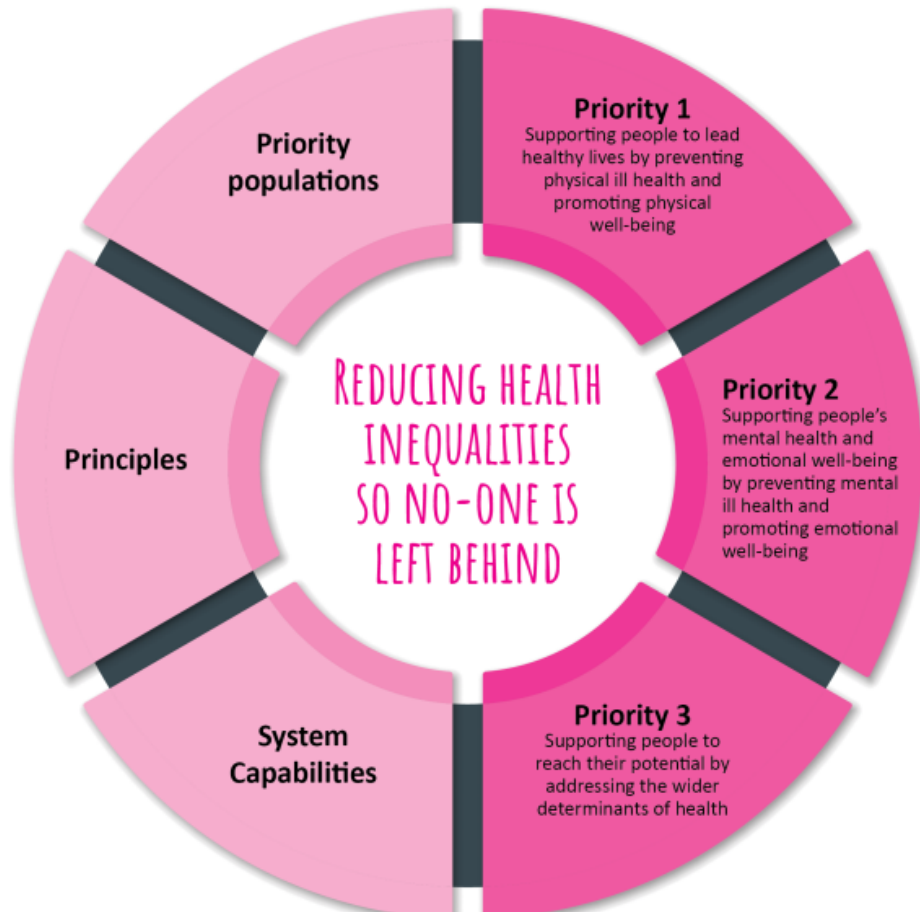 Priority
populations
Priority 1
Supporting people to lead
healthy lives by preventing
physical ill health and
promoting physical
well-being
Priority 2
Supporting people's
mental health and
emotional well-being
by preventing mental
ill health and
promoting emotional
well-being
Priority 3
Supporting people to
reach their potential by
addressing the wider
determinants of health
System
Capabilities
Principles
REDUCING HEALTH
INEQUALITIES
SO NO-ONE IS
LEFT BEHIND